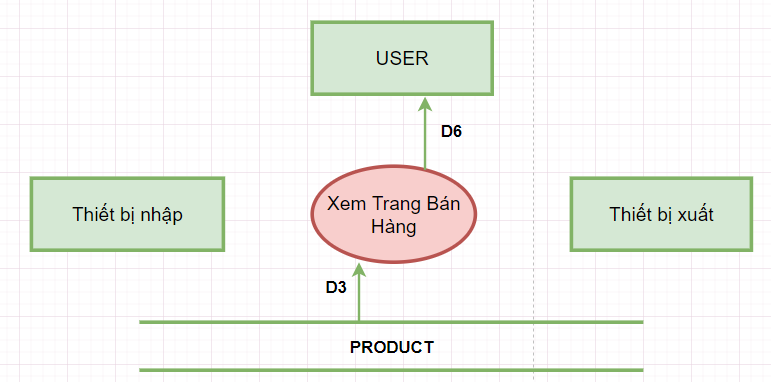 USER
D6
Thiết bị nhập
Xem Trang Bán
Hàng
Thiết bị xuất
D3
PRODUCT